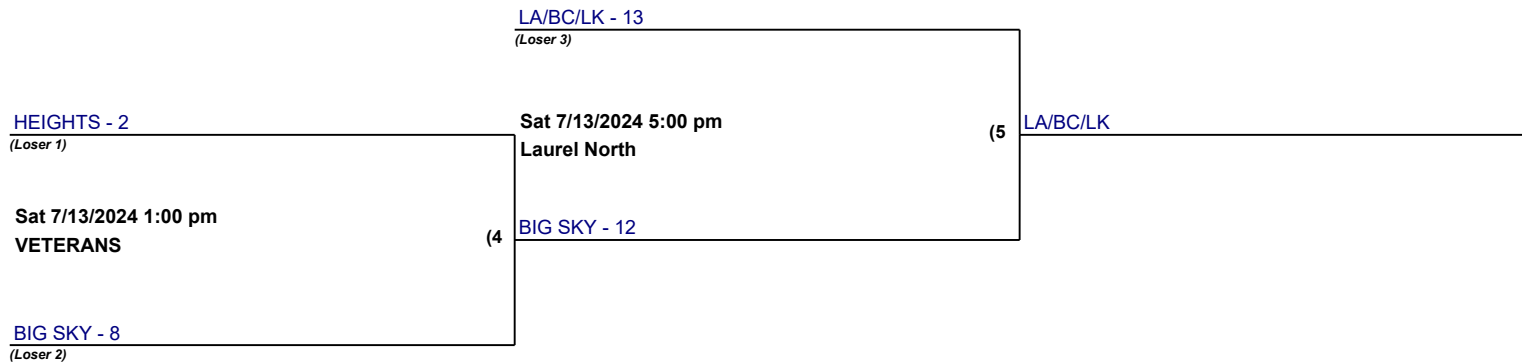 LA/BC/LK - 13
(Loser 3)
HEIGHTS - 2
(Loser 1)
Sat 7/13/2024 5:00 pm
Laurel North
(5
LA/BC/LK
Sat 7/13/2024 1:00 pm
VETERANS
(4
BIG SKY - 12
BIG SKY - 8
(Loser 2)